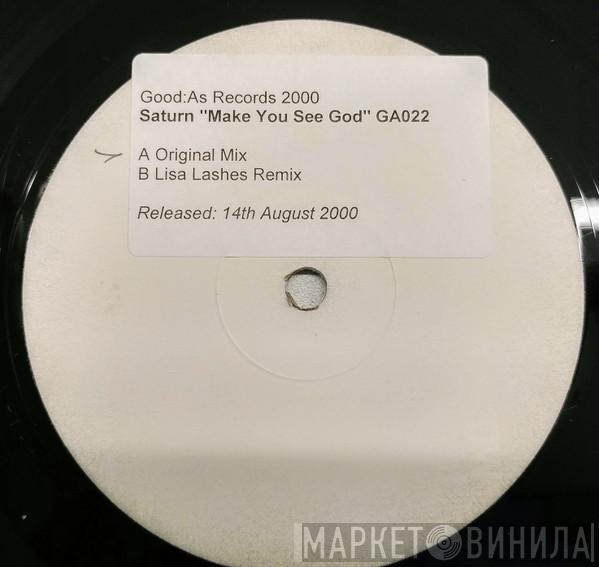 Good:As Records 2000
Saturn "Make You See God" GA022
A Original Mix
B Lisa Lashes Remix
Released: 14th August 2000
МАРКЕТ ВИНИЛА